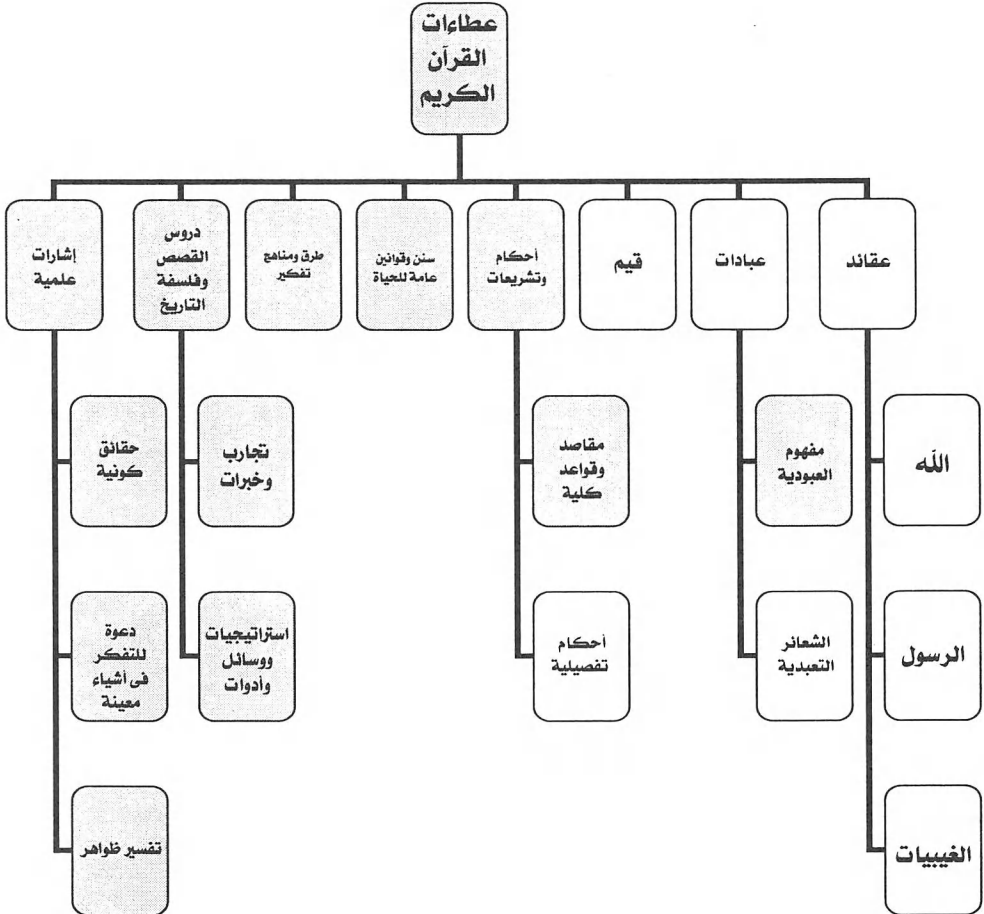 عطاءات
القرآن
الكريم
عقائد
عبادات
قيم
أحكام
وتشريعات
سنن وقوانين
عامة للحياة
طرق ومناهج
تفكير
دروس
القصص
وفلسفة
التاريخ
إشارات
علمية
الله
مفهوم
العبودية
مقاصد
وقواعد
كلية
تجارب
وخبرات
حقائق
كونية
الرسول
الشعائر
التعبدية
أحكام
تفصيلية
استراتيجيات
ووسائل
وأدوات
دعوة
للتفكر
فى أشياء
معينة
الغيبيات
تفسير ظواهر